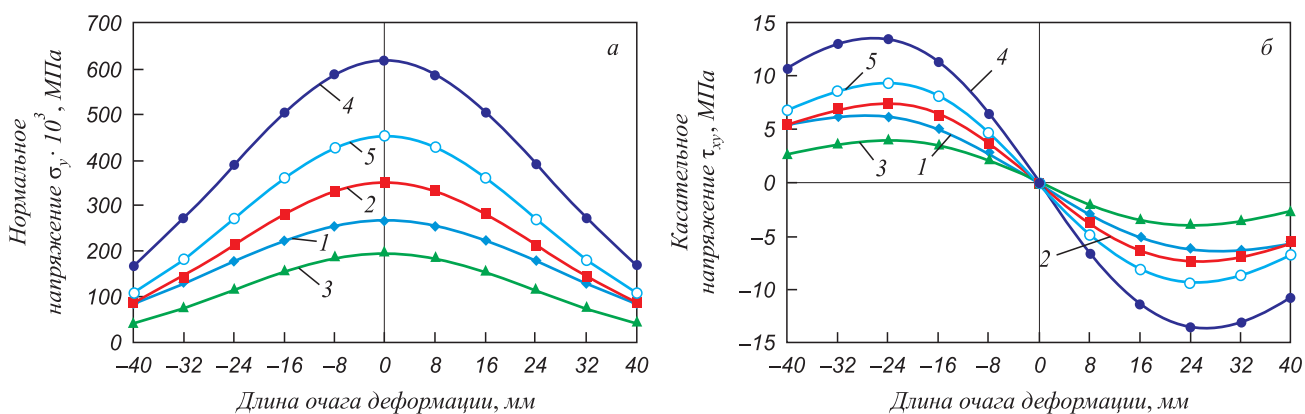 Нормальное
напряжение σy · 10³, МПа
700
600
500
400
300
200
100
0
а
4
5
2
1
3
–40 –32 –24 –16 –8 0 8 16 24 32 40
Длина очага деформации, мм
Касательное
напряжение τxy, МПа
15
10
5
0
–5
–10
–15
б
5
4
3
1
2
–40 –32 –24 –16 –8 0 8 16 24 32 40
Длина очага деформации, мм